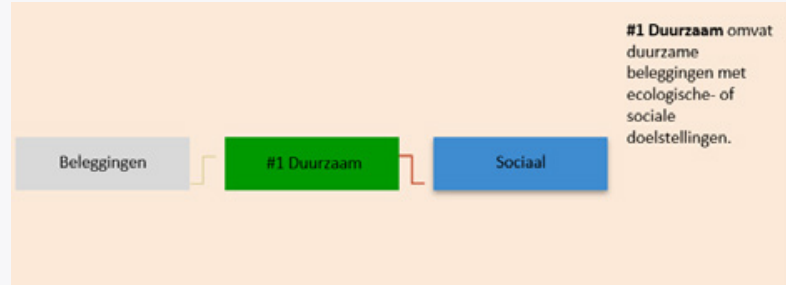 #1 Duurzaam omvat
duurzame
beleggingen met
ecologische- of
sociale
doelstellingen.
Beleggingen
#1 Duurzaam
Sociaal